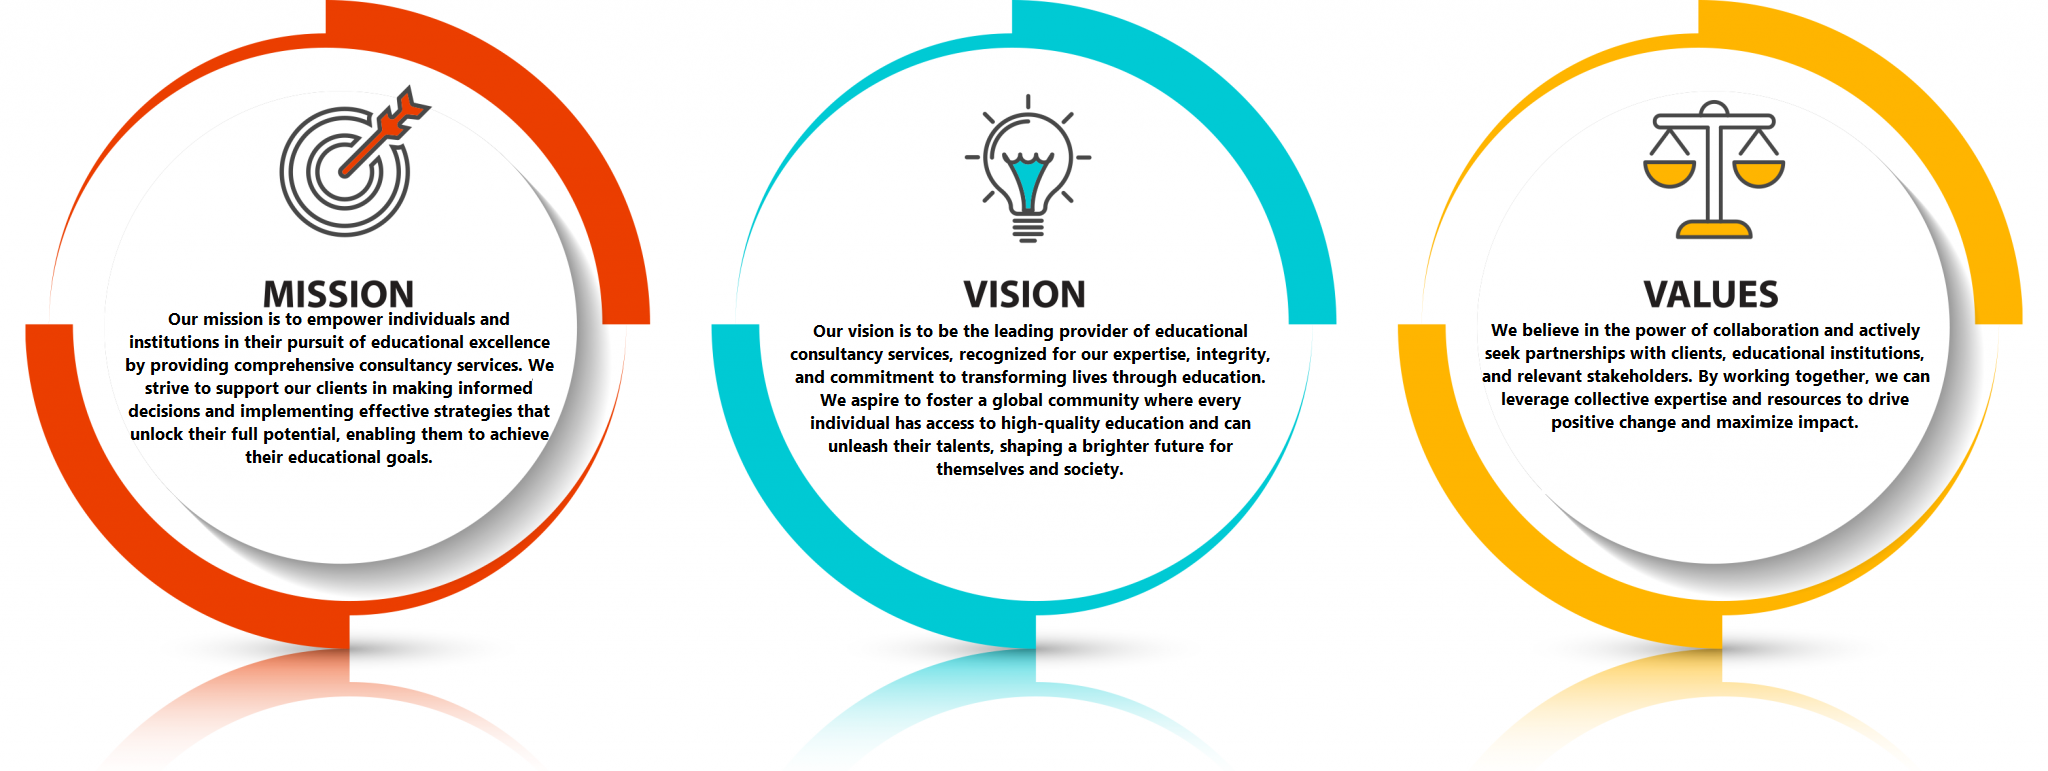 MISSION
Our mission is to empower individuals and
institutions in their pursuit of educational excellence
by providing comprehensive consultancy services. We
strive to support our clients in making informed
decisions and implementing effective strategies that
unlock their full potential, enabling them to achieve
their educational goals.
VISION
Our vision is to be the leading provider of educational
consultancy services, recognized for our expertise, integrity,
and commitment to transforming lives through education.
We aspire to foster a global community where every
individual has access to high-quality education and can
unleash their talents, shaping a brighter future for
themselves and society.
VALUES
We believe in the power of collaboration and actively
seek partnerships with clients, educational institutions,
and relevant stakeholders. By working together, we can
leverage collective expertise and resources to drive
positive change and maximize impact.